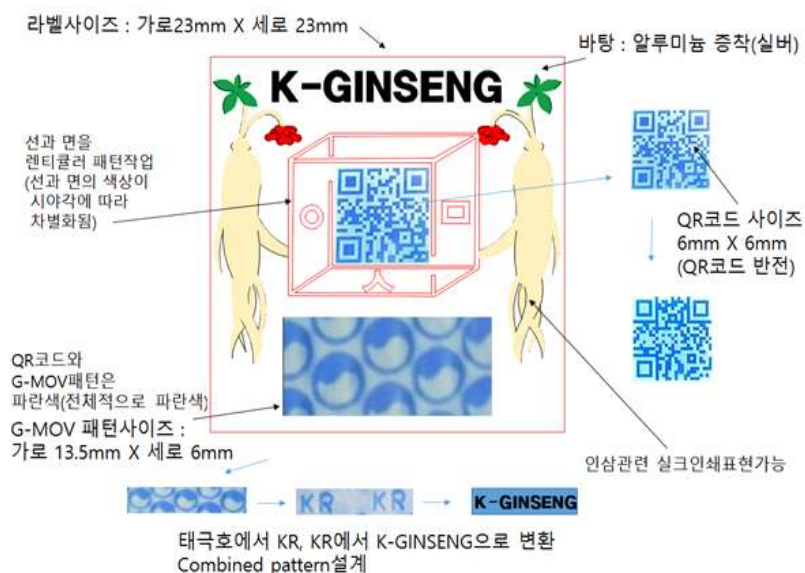 라벨사이즈 : 가로23mm X 세로 23mm
바탕 : 알루미늄 증착(실버)
K-GINSENG
선과 면을
렌티큘러 패턴작업
(선과 면의 색상이
시야각에 따라
차별화됨)
QR코드 사이즈
6mm X 6mm
(QR코드 반전)
QR코드와
G-MOV패턴은
파란색(전체적으로 파란색)
G-MOV 패턴사이즈 :
가로 13.5mm X 세로 6mm
인삼관련 실크인쇄표현가능
KR KR
K-GINSENG
태극호에서 KR, KR에서 K-GINSENG으로 변환
Combined pattern설계